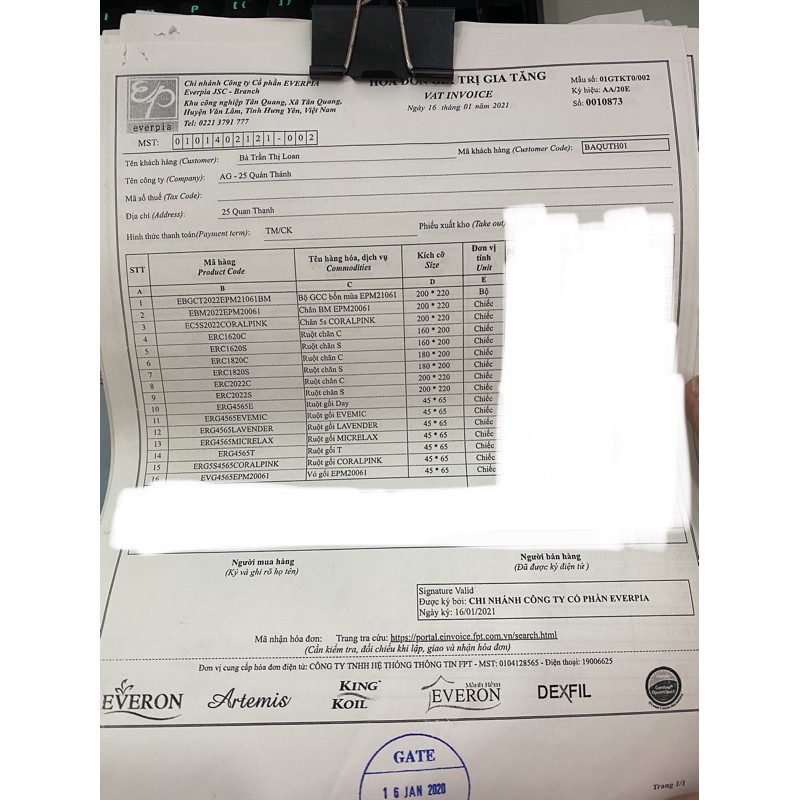 ep
everpia
Chi nhánh Công ty Cổ phần EVERPIA
Everpia JSC - Branch
Khu công nghiệp Tân Quang, Xã Tân Quang,
Huyện Văn Lâm, Tỉnh Hưng Yên, Việt Nam
Tel: 0221 3791 777
HÓA ĐƠN GIÁ TRỊ GIA TĂNG
VAT INVOICE
Ngày 16 tháng 01 năm 2021
Mẫu số: 01GTKT0/002
Ký hiệu: AA/20E
Số: 0010873
MST: 0101402121-002
Tên khách hàng (Customer): Bà Trần Thị Loan
Mã khách hàng (Customer Code): BAQUTH01
Tên công ty (Company): AG - 25 Quán Thánh
Mã số thuế (Tax Code):
Địa chỉ (Address): 25 Quan Thanh
Hình thức thanh toán(Payment term): TM/CK Phiếu xuất kho (Take out)
STT Mã hàng Product Code Tên hàng hóa, dịch vụ Commodities Kích cỡ Size Đơn vị tính Unit
A B C D E
1 EBGCT2022EPM21061BM Bộ GCC bốn mùa EPM21061 200 * 220 Bộ
2 EBM2022EPM20061 Chăn BM EPM20061 200 * 220 Chiếc
3 EC5S2022CORALPINK Chăn 5s CORALPINK 200 * 220 Chiếc
4 ERC1620C Ruột chăn C 160 * 200 Chiếc
5 ERC1620S Ruột chăn S 160 * 200 Chiếc
6 ERC1820C Ruột chăn C 180 * 200 Chiếc
7 ERC1820S Ruột chăn S 180 * 200 Chiếc
8 ERC2022C Ruột chăn C 200 * 220 Chiếc
9 ERC2022S Ruột chăn S 200 * 220 Chiếc
10 ERG4565E Ruột gối Day 45 * 65 Chiếc
11 ERG4565EVEMIC Ruột gối EVEMIC 45 * 65 Chiếc
12 ERG4565LAVENDER Ruột gối LAVENDER 45 * 65 Chiếc
13 ERG4565MICRELAX Ruột gối MICRELAX 45 * 65 Chiếc
14 ERG4565T Ruột gối T 45 * 65 Chiếc
15 ERG5S4565CORALPINK Ruột gối CORALPINK 45 * 65 Chiếc
16 EVG4565EPM20061 Vỏ gối EPM20061 45 * 65 Chiếc
Người mua hàng
(Ký và ghi rõ họ tên)
Người bán hàng
(Đã được ký điện tử )
Signature Valid
Được ký bởi: CHI NHÁNH CÔNG TY CỔ PHẦN EVERPIA
Ngày ký: 16/01/2021
Mã nhận hóa đơn: Trang tra cứu: https://portal.einvoice.fpt.com.vn/search.html
(Cần kiểm tra, đối chiếu khi lập, giao và nhận hóa đơn)
Đơn vị cung cấp hóa đơn điện tử: CÔNG TY TNHH HỆ THỐNG THÔNG TIN FPT - MST: 0104128565 - Điện thoại: 19006625
EVERON Artemis KING KOIL Mành Rèm EVERON DEXFIL
GATE
16 JAN 2020
Trang 1/1